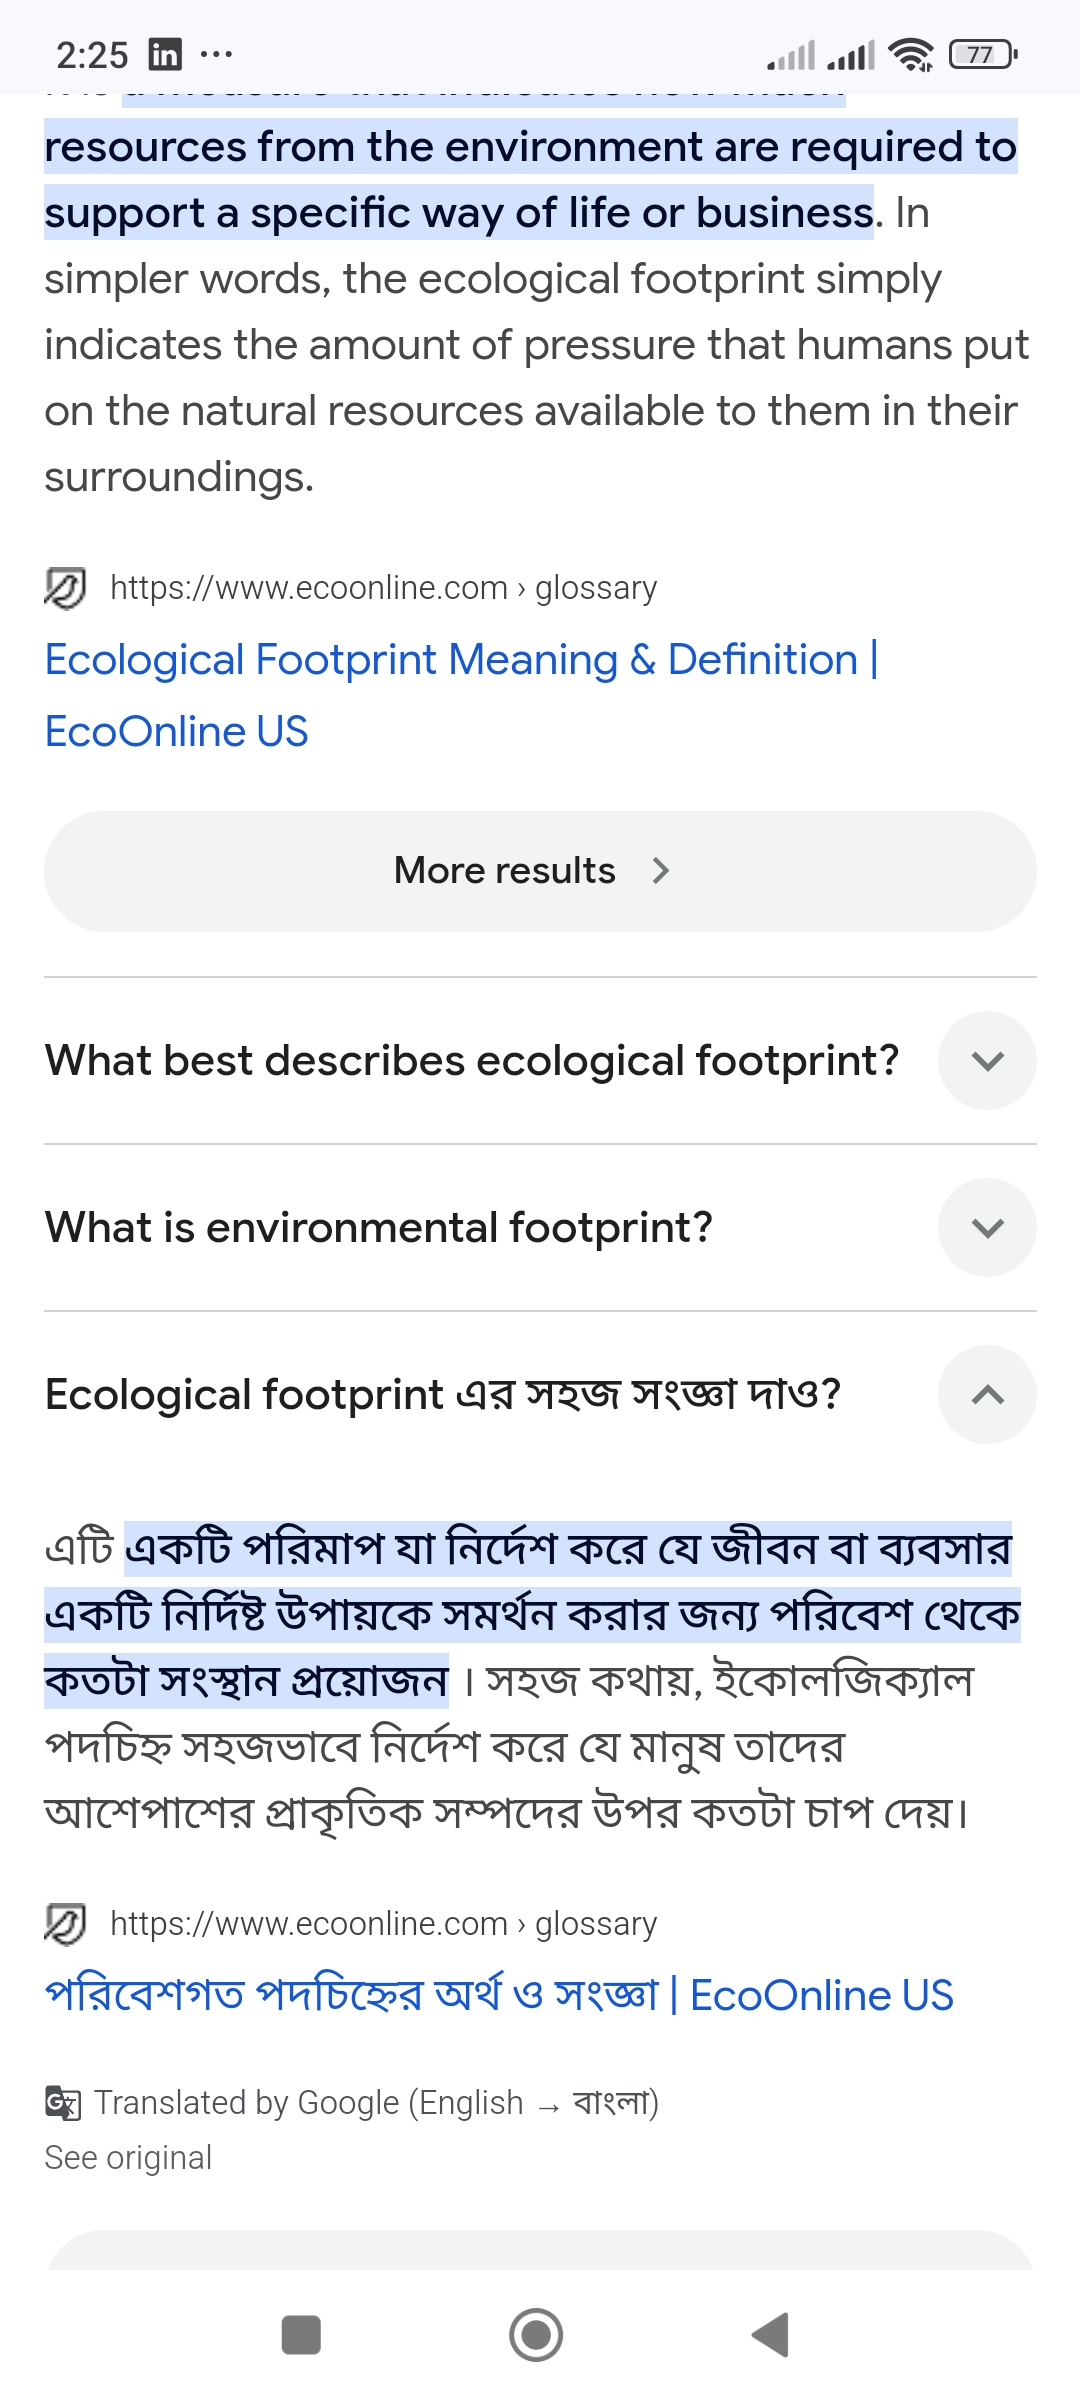 2:25 in ... 77
resources from the environment are required to
support a specific way of life or business. In
simpler words, the ecological footprint simply
indicates the amount of pressure that humans put
on the natural resources available to them in their
surroundings.
https://www.ecoonline.com › glossary
Ecological Footprint Meaning & Definition |
EcoOnline US
More results >
What best describes ecological footprint?
What is environmental footprint?
Ecological footprint এর সহজ সংজ্ঞা দাও?
এটি একটি পরিমাপ যা নির্দেশ করে যে জীবন বা ব্যবসার
একটি নির্দিষ্ট উপায়কে সমর্থন করার জন্য পরিবেশ থেকে
কতটা সংস্থান প্রয়োজন । সহজ কথায়, ইকোলজিক্যাল
পদচিহ্ন সহজভাবে নির্দেশ করে যে মানুষ তাদের
আশেপাশের প্রাকৃতিক সম্পদের উপর কতটা চাপ দেয়।
https://www.ecoonline.com › glossary
পরিবেশগত পদচিহ্নের অর্থ ও সংজ্ঞা | EcoOnline US
Translated by Google (English → বাংলা)
See original